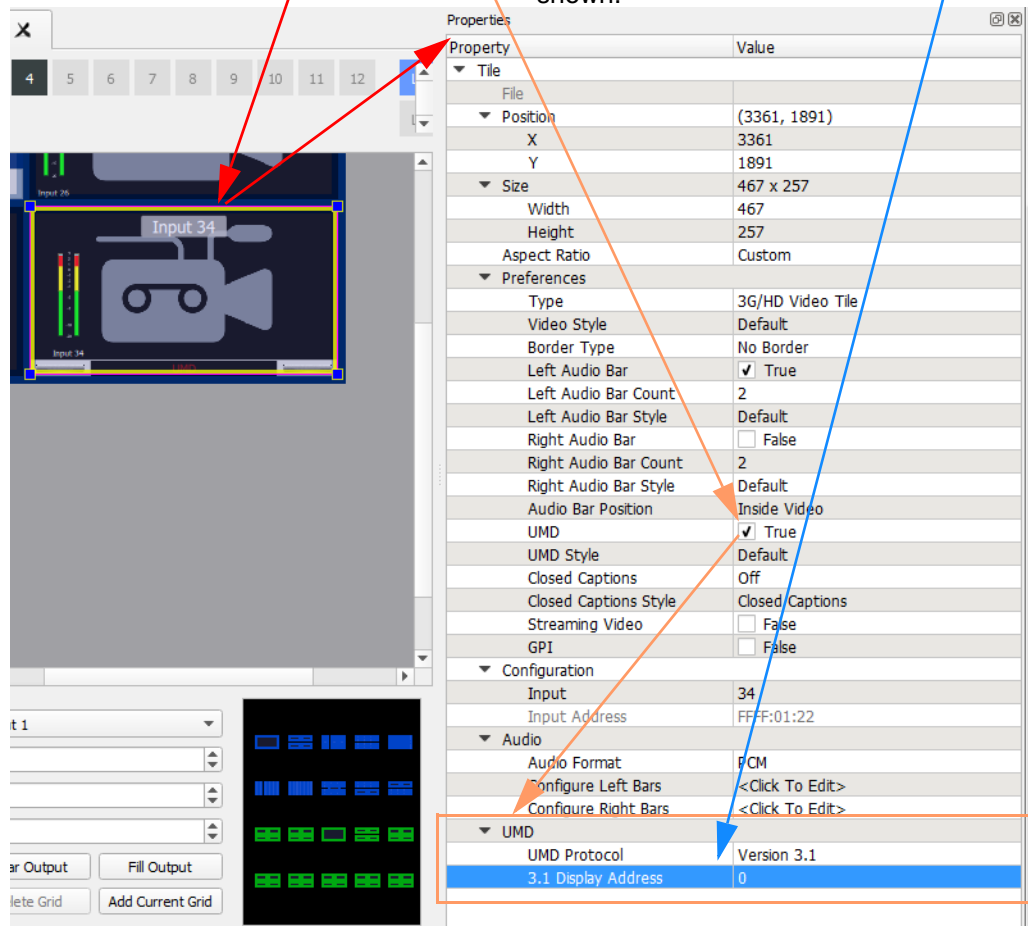 shown.
Properties
X
Property Value
4 5 6 7 8 9 10 11 12
Tile
File
Position (3361, 1891)
X 3361
Y 1891
Size 467 x 257
Width 467
Height 257
Aspect Ratio Custom
Preferences
Type 3G/HD Video Tile
Video Style Default
Border Type No Border
Left Audio Bar True
Left Audio Bar Count 2
Left Audio Bar Style Default
Right Audio Bar False
Right Audio Bar Count 2
Right Audio Bar Style Default
Audio Bar Position Inside Video
UMD True
UMD Style Default
Closed Captions Off
Closed Captions Style Closed Captions
Streaming Video False
GPI False
Configuration
Input 34
Input Address FFFF:01:22
Audio
Audio Format PCM
Configure Left Bars <Click To Edit>
Configure Right Bars <Click To Edit>
UMD
UMD Protocol Version 3.1
3.1 Display Address 0
Input 26
Input 34
Input 34
UMD
t 1
ar Output Fill Output
lete Grid Add Current Grid